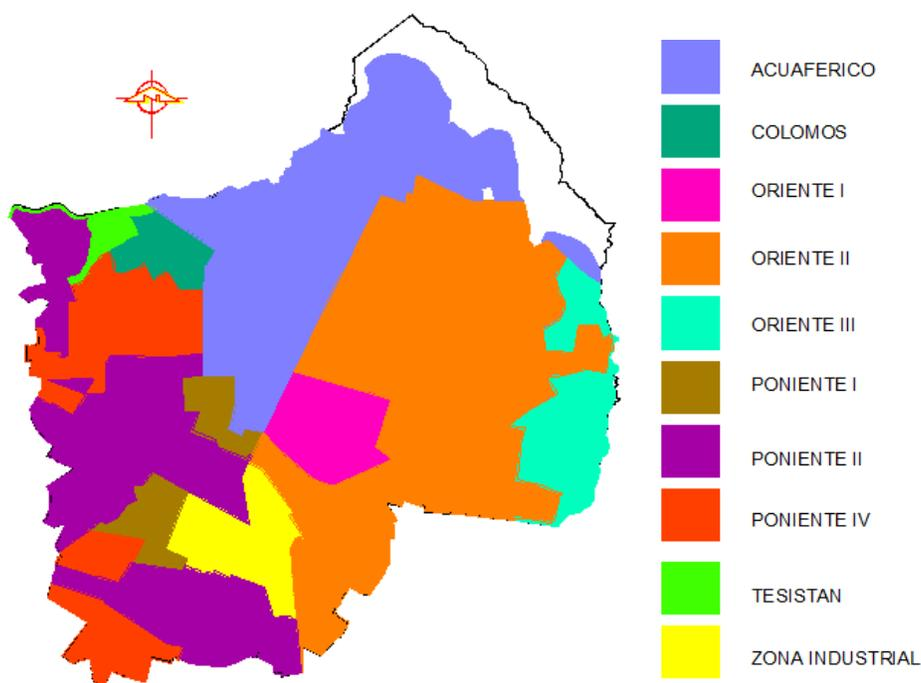 ACUAFERICO
COLOMOS
ORIENTE I
ORIENTE II
ORIENTE III
PONIENTE I
PONIENTE II
PONIENTE IV
TESISTAN
ZONA INDUSTRIAL